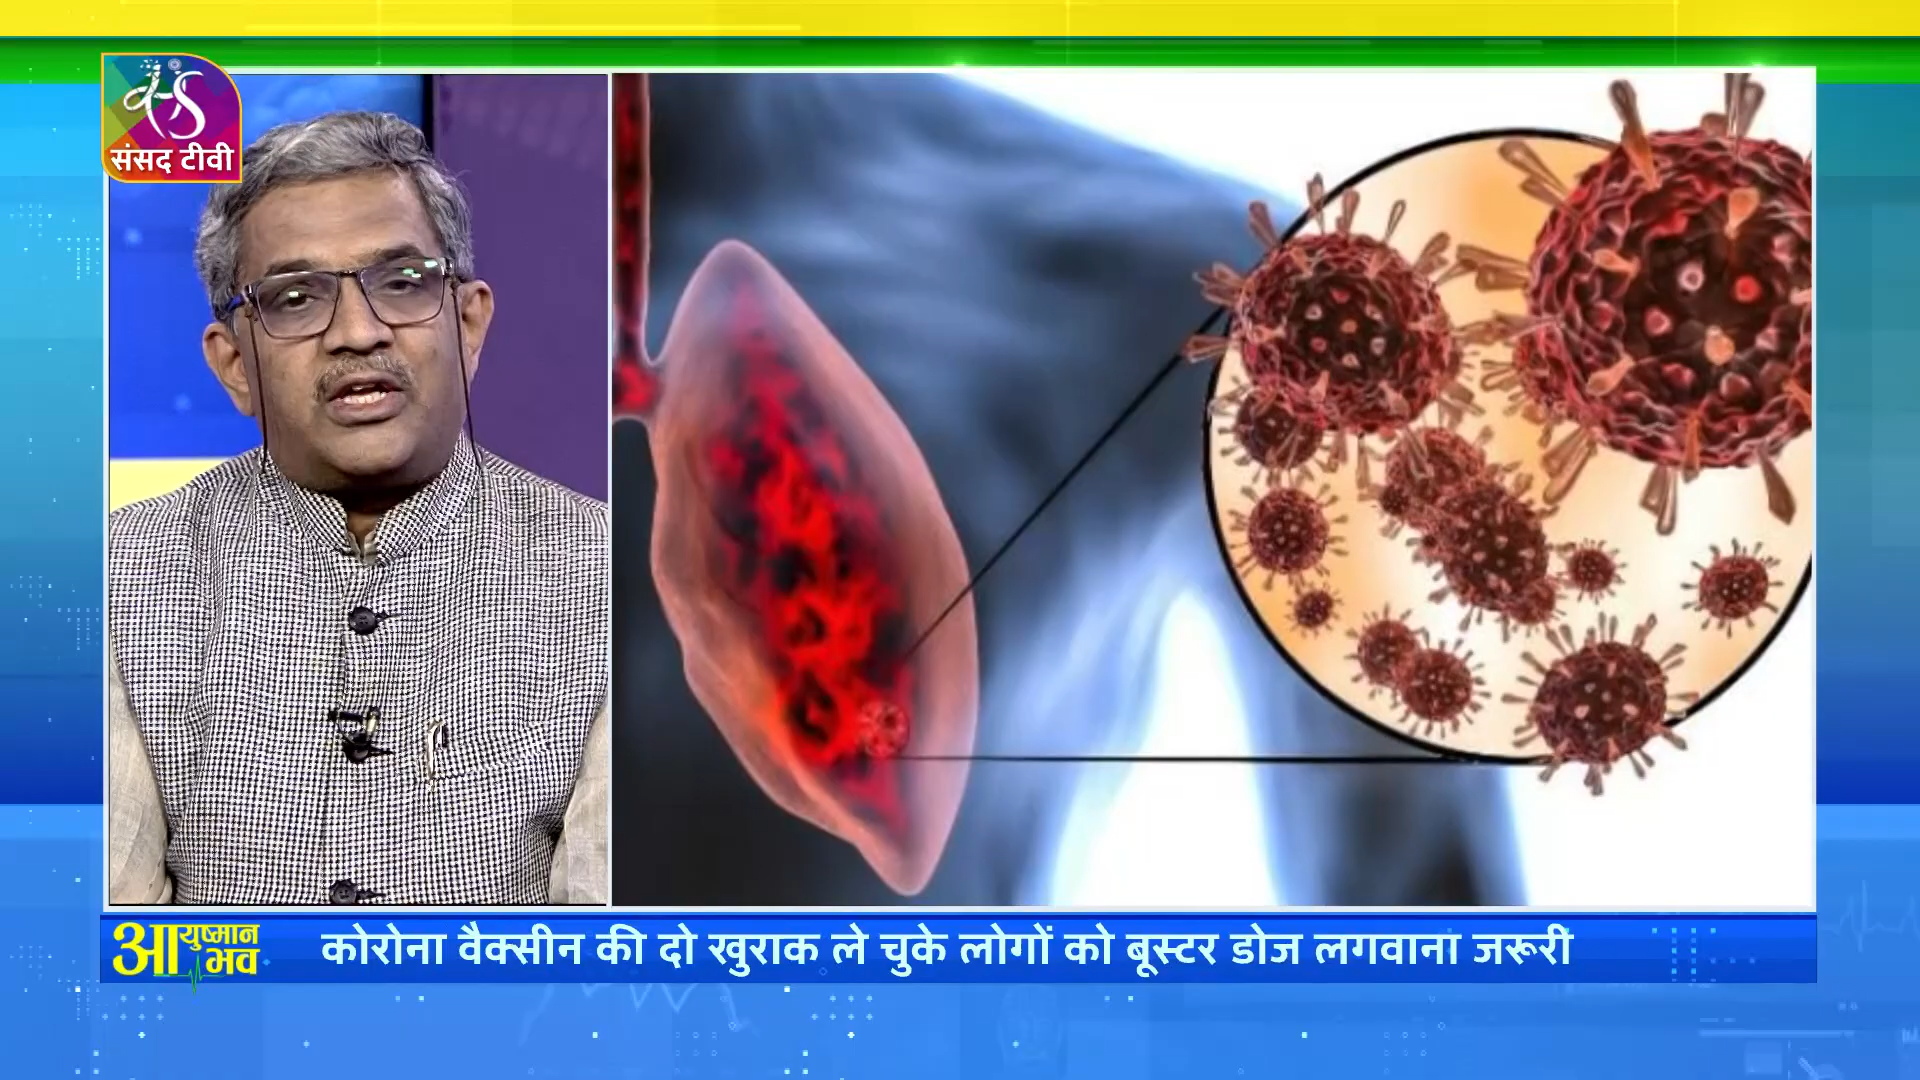 संसद टीवी
आयुष्मान भव
कोरोना वैक्सीन की दो खुराक ले चुके लोगों को बूस्टर डोज लगवाना जरूरी